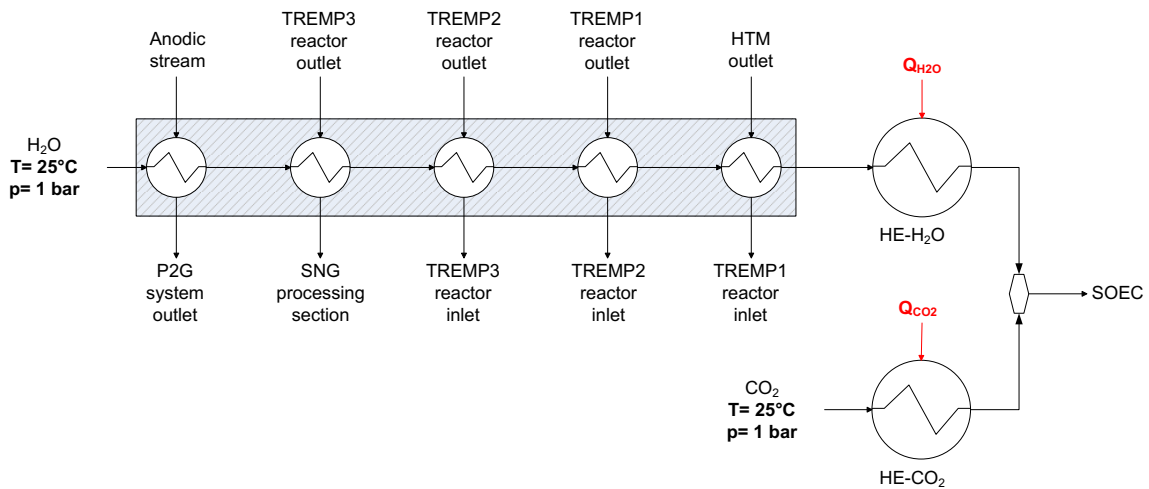 Anodic
stream
TREMP3
reactor
outlet
TREMP2
reactor
outlet
TREMP1
reactor
outlet
HTM
outlet
Q_H2O
H₂O
T= 25°C
p= 1 bar
HE-H₂O
P2G
system
outlet
SNG
processing
section
TREMP3
reactor
inlet
TREMP2
reactor
inlet
TREMP1
reactor
inlet
SOEC
Q_CO2
CO₂
T= 25°C
p= 1 bar
HE-CO₂